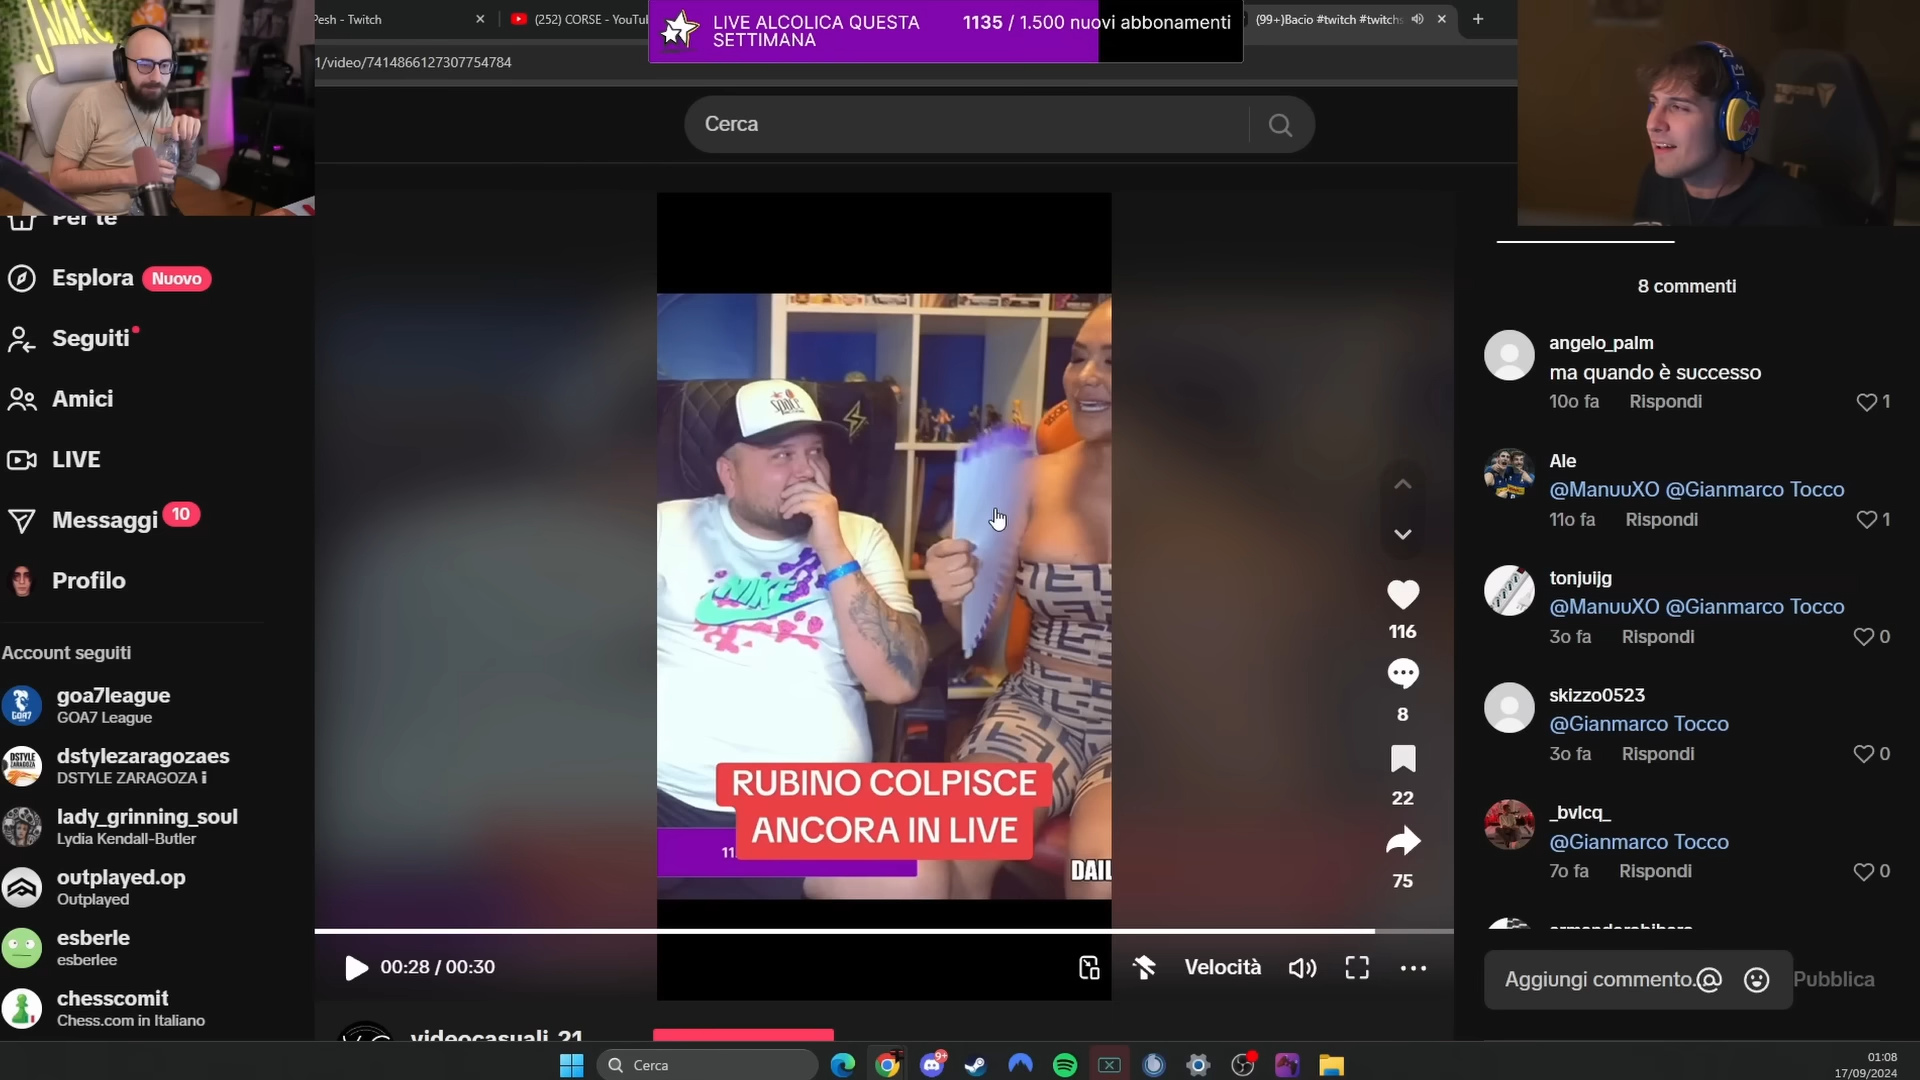 Pesh - Twitch
(252) CORSE - YouTu
LIVE ALCOLICA QUESTA
SETTIMANA
1135 / 1.500 nuovi abbonamenti
(99+)Bacio #twitch #twitchs
1/video/7414866127307754784
Cerca
Per te
Esplora
Nuovo
Seguiti
Amici
LIVE
Messaggi
10
Profilo
Account seguiti
goa7league
GOA7 League
dstylezaragozaes
DSTYLE ZARAGOZA
lady_grinning_soul
Lydia Kendall-Butler
outplayed.op
Outplayed
esberle
esberlee
chesscomit
Chess.com in Italiano
NIKE
RUBINO COLPISCE
ANCORA IN LIVE
11
DAIL
00:28 / 00:30
Velocità
116
8
22
75
videocasuali_21
8 commenti
angelo_palm
ma quando è successo
10o fa
Rispondi
1
Ale
@ManuuXO @Gianmarco Tocco
11o fa
Rispondi
1
tonjuijg
@ManuuXO @Gianmarco Tocco
3o fa
Rispondi
0
skizzo0523
@Gianmarco Tocco
3o fa
Rispondi
0
_bvlcq_
@Gianmarco Tocco
7o fa
Rispondi
0
Aggiungi commento.
Pubblica
Cerca
9+
01:08
17/09/2024